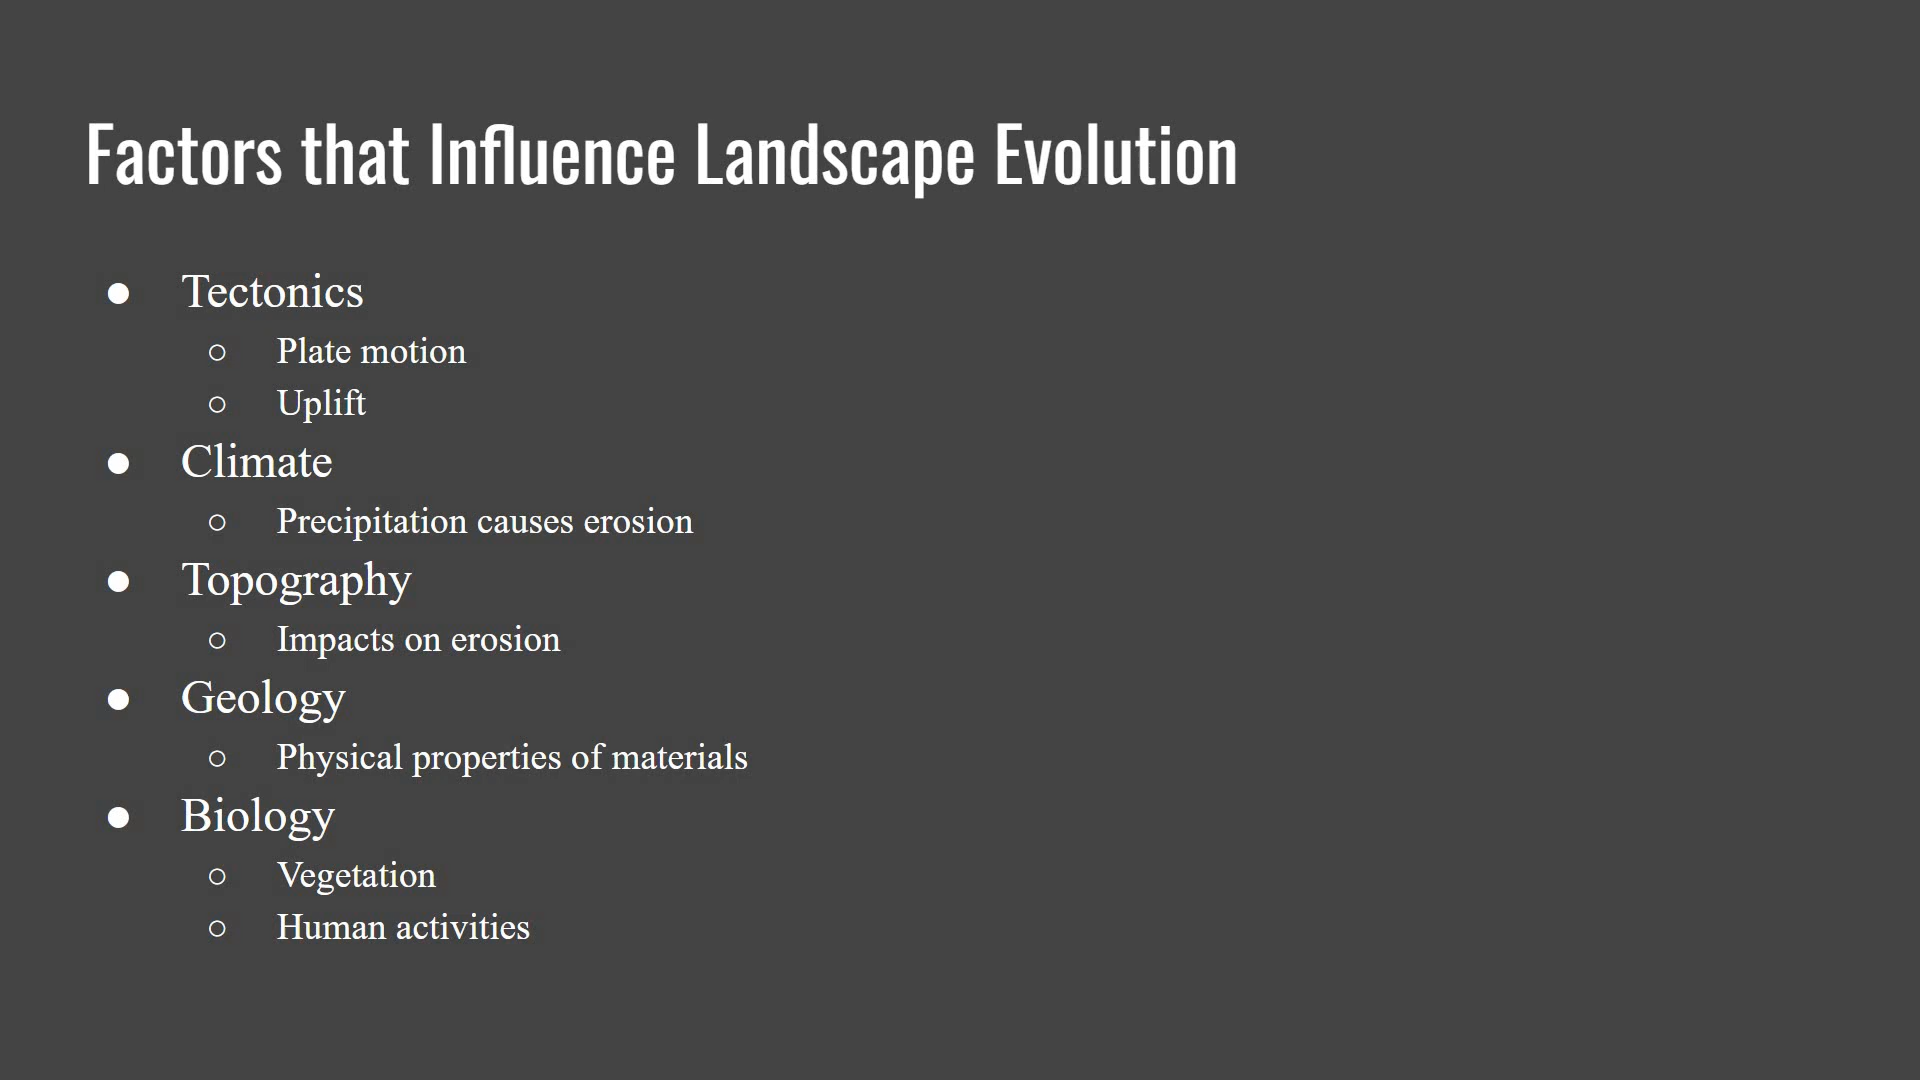 Factors that Influence Landscape Evolution
● Tectonics
○ Plate motion
○ Uplift
● Climate
○ Precipitation causes erosion
● Topography
○ Impacts on erosion
● Geology
○ Physical properties of materials
● Biology
○ Vegetation
○ Human activities